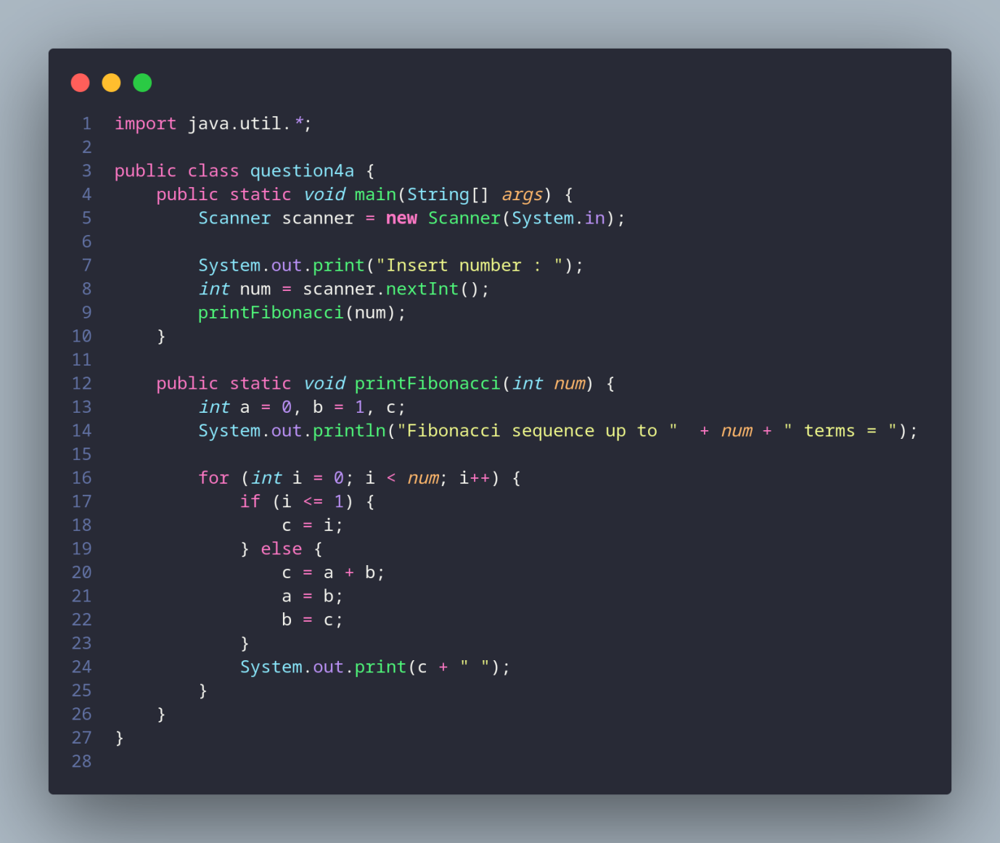 1 import java.util.*;
2
3 public class question4a {
4     public static void main(String[] args) {
5         Scanner scanner = new Scanner(System.in);
6
7         System.out.print("Insert number : ");
8         int num = scanner.nextInt();
9         printFibonacci(num);
10     }
11
12     public static void printFibonacci(int num) {
13         int a = 0, b = 1, c;
14         System.out.println("Fibonacci sequence up to "  + num + " terms = ");
15
16         for (int i = 0; i < num; i++) {
17             if (i <= 1) {
18                 c = i;
19             } else {
20                 c = a + b;
21                 a = b;
22                 b = c;
23             }
24             System.out.print(c + " ");
25         }
26     }
27 }
28